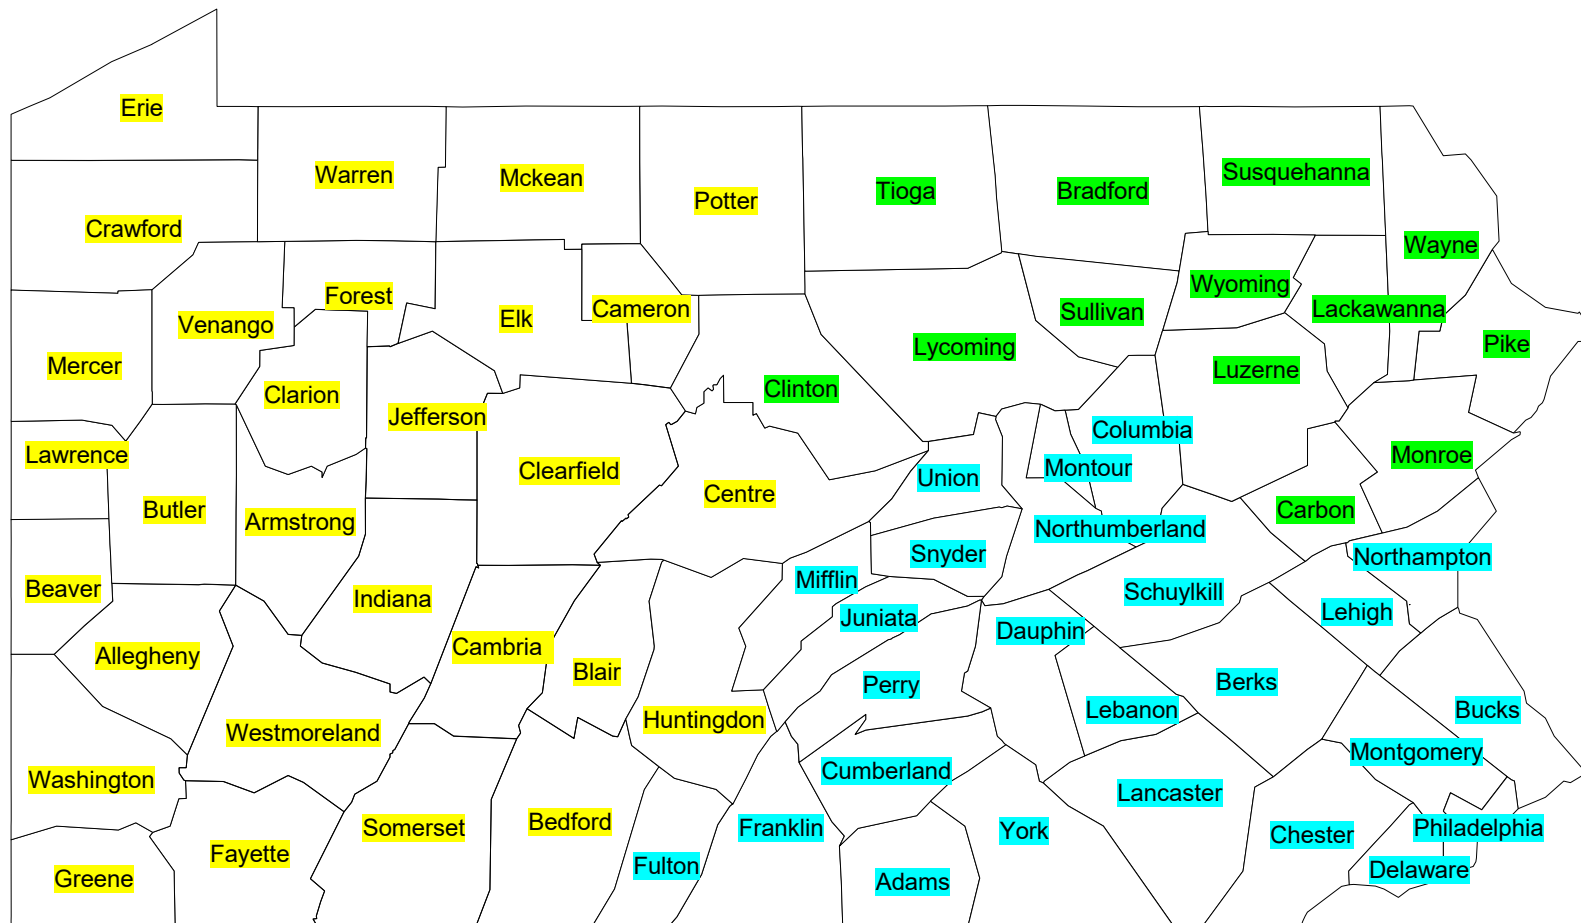 Erie
Warren
Mckean
Potter
Tioga
Bradford
Susquehanna
Crawford
Wayne
Forest
Venango
Elk
Cameron
Sullivan
Wyoming
Lackawanna
Mercer
Clarion
Lycoming
Luzerne
Pike
Jefferson
Clinton
Columbia
Lawrence
Clearfield
Centre
Union
Montour
Monroe
Butler
Armstrong
Northumberland
Carbon
Snyder
Northampton
Beaver
Indiana
Mifflin
Juniata
Schuylkill
Lehigh
Allegheny
Cambria
Blair
Dauphin
Perry
Berks
Westmoreland
Huntingdon
Lebanon
Bucks
Washington
Cumberland
Montgomery
Lancaster
Somerset
Bedford
Franklin
York
Chester
Philadelphia
Greene
Fayette
Fulton
Adams
Delaware